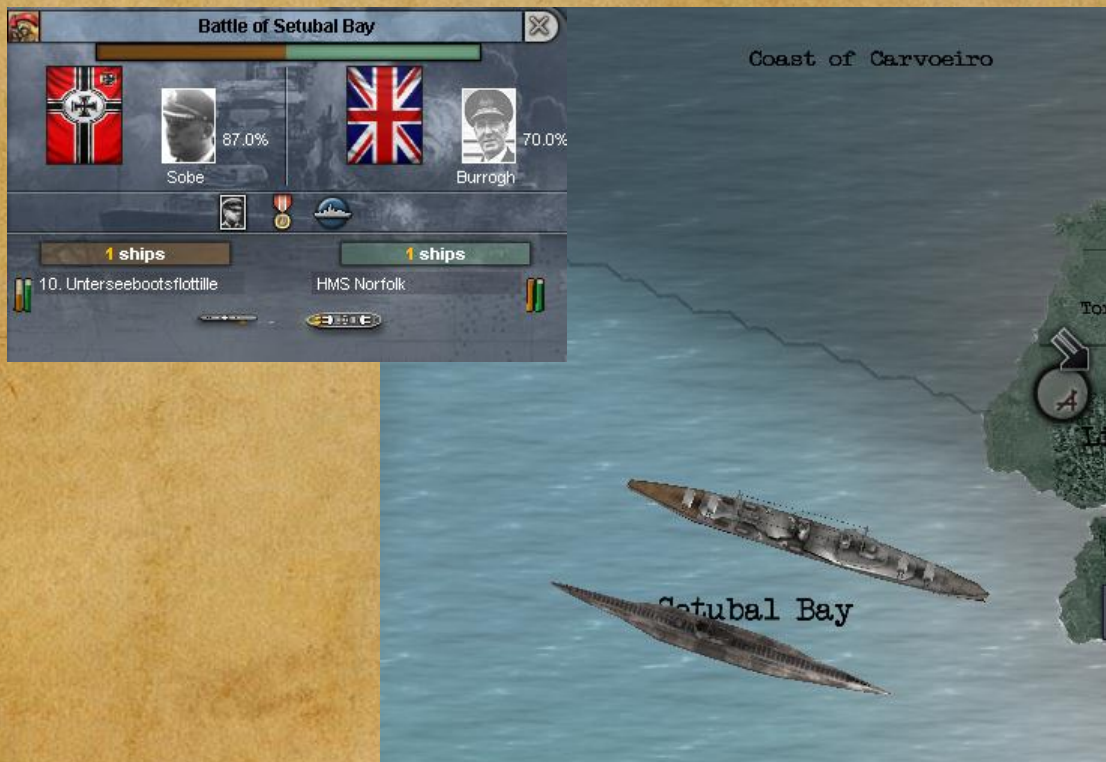 Battle of Setubal Bay
87.0%
70.0%
Sobe
Burrogh
1 ships
1 ships
10. Unterseebootsflottille
HMS Norfolk
Coast of Carvoeiro
Setubal Bay